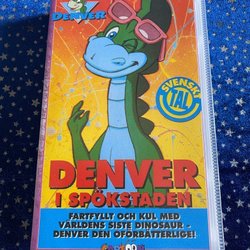 DENVER
SVENSKT
TAL
DENVER
I SPÖKSTADEN
FARTFYLLT OCH KUL MED
VÄRLDENS SISTE DINOSAUR -
DENVER DEN OFÖRBÄTTERLIGE!